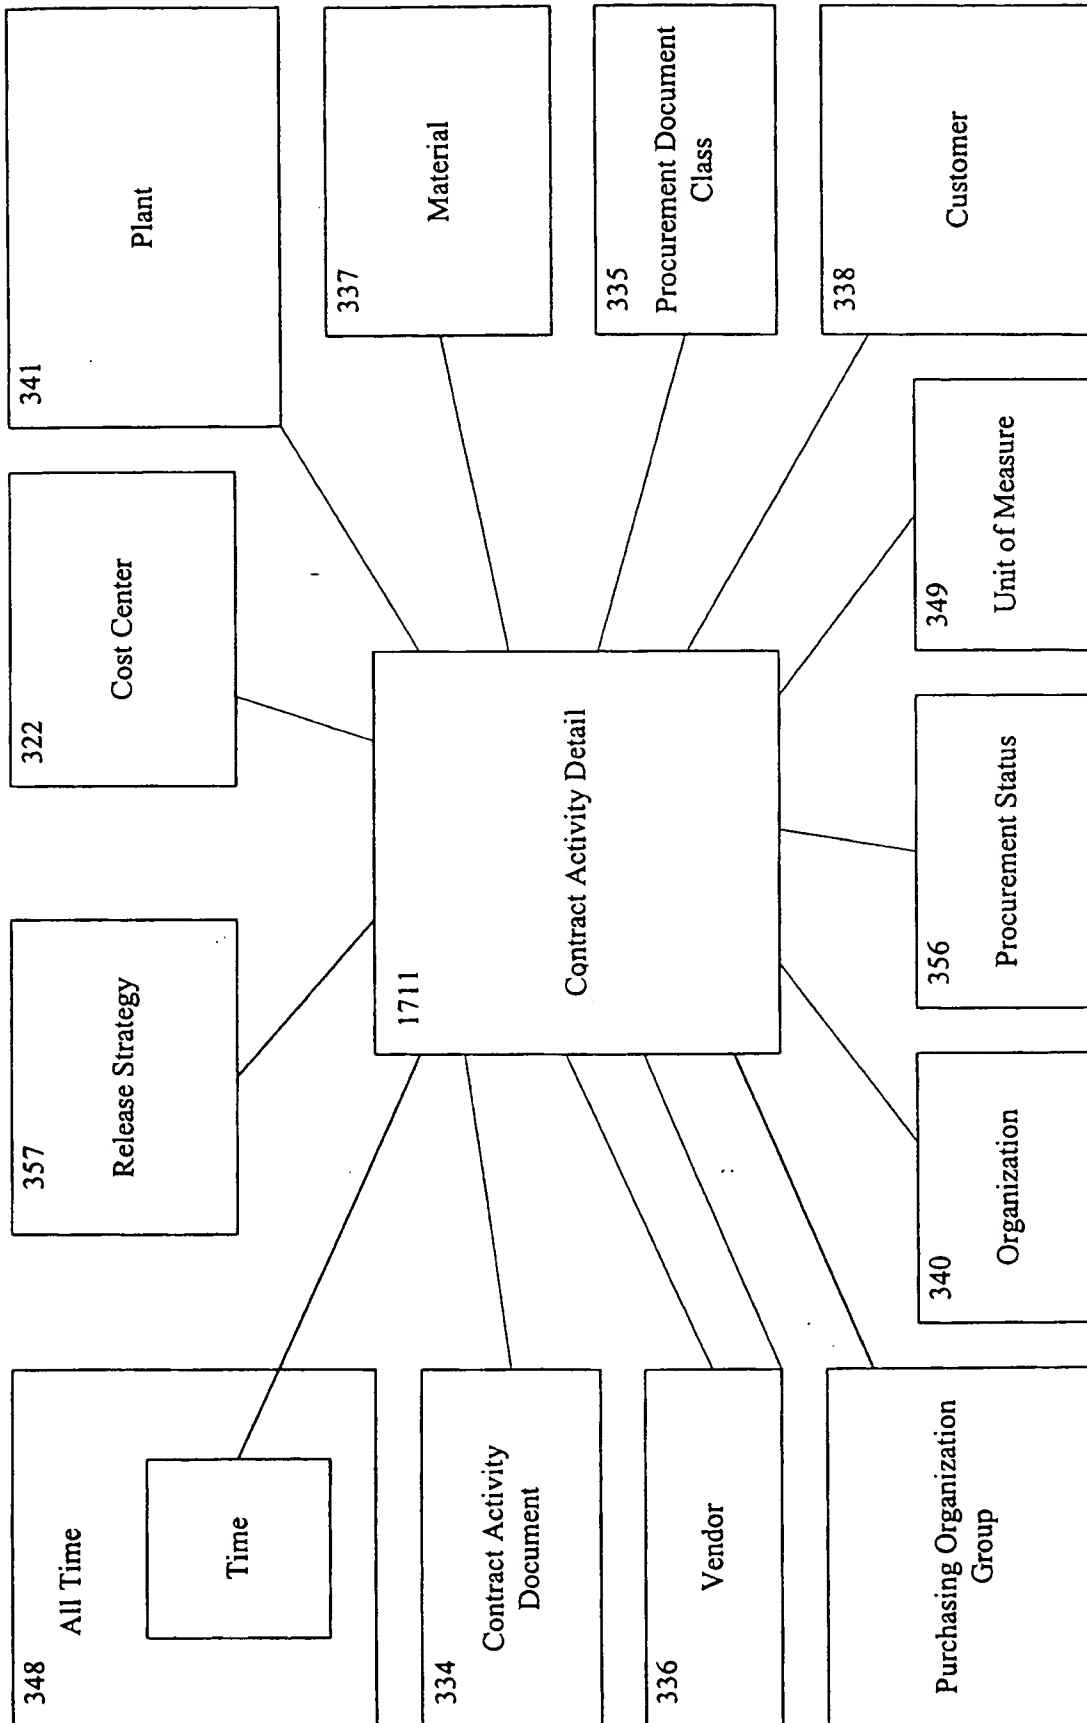 348
All Time
Time
357
Release Strategy
322
Cost Center
341
Plant
334
Contract Activity
Document
1711
Contract Activity Detail
337
Material
336
Vendor
335
Procurement Document
Class
Purchasing Organization
Group
340
Organization
356
Procurement Status
349
Unit of Measure
338
Customer